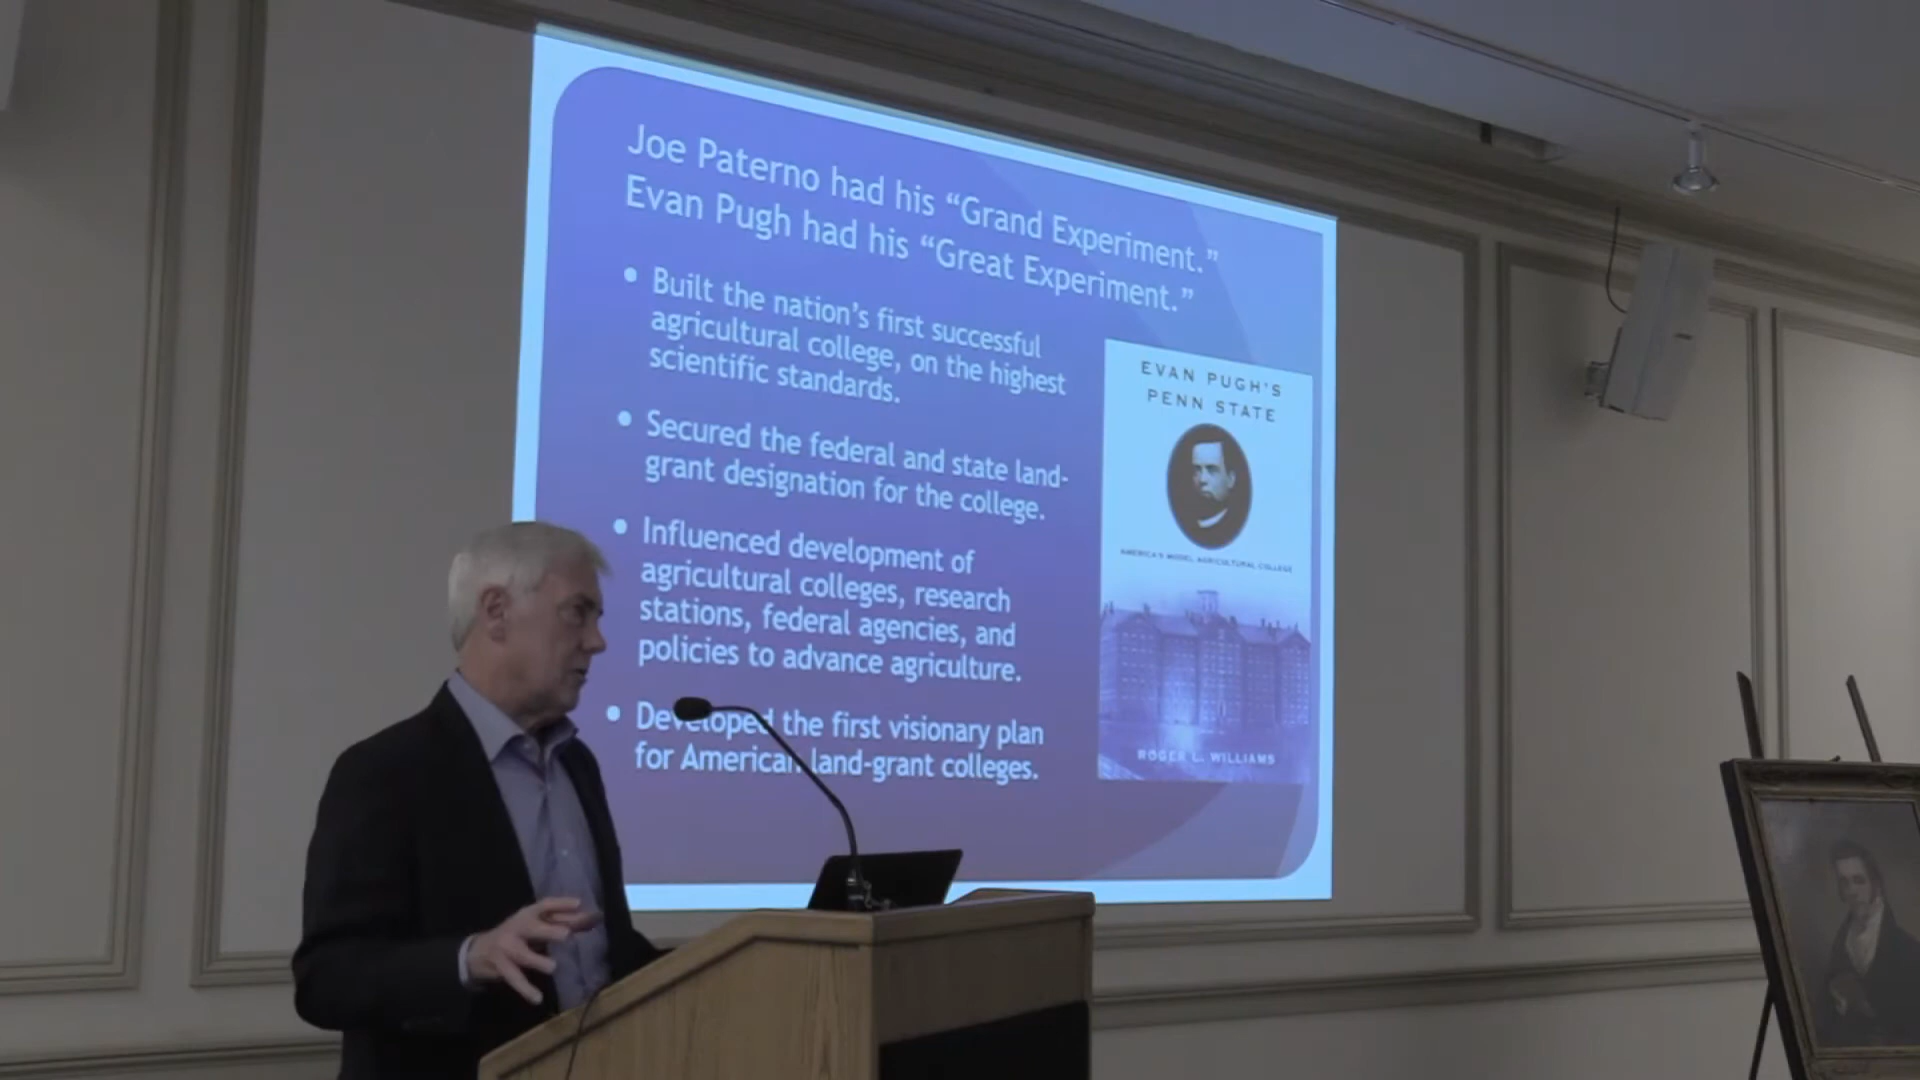 Joe Paterno had his “Grand Experiment.”
Evan Pugh had his “Great Experiment.”
• Built the nation’s first successful
agricultural college, on the highest
scientific standards.
• Secured the federal and state land-
grant designation for the college.
• Influenced development of
agricultural colleges, research
stations, federal agencies, and
policies to advance agriculture.
• Developed the first visionary plan
for American land-grant colleges.
EVAN PUGH’S
PENN STATE
AMERICA’S MODEL AGRICULTURAL COLLEGE
ROGER L. WILLIAMS